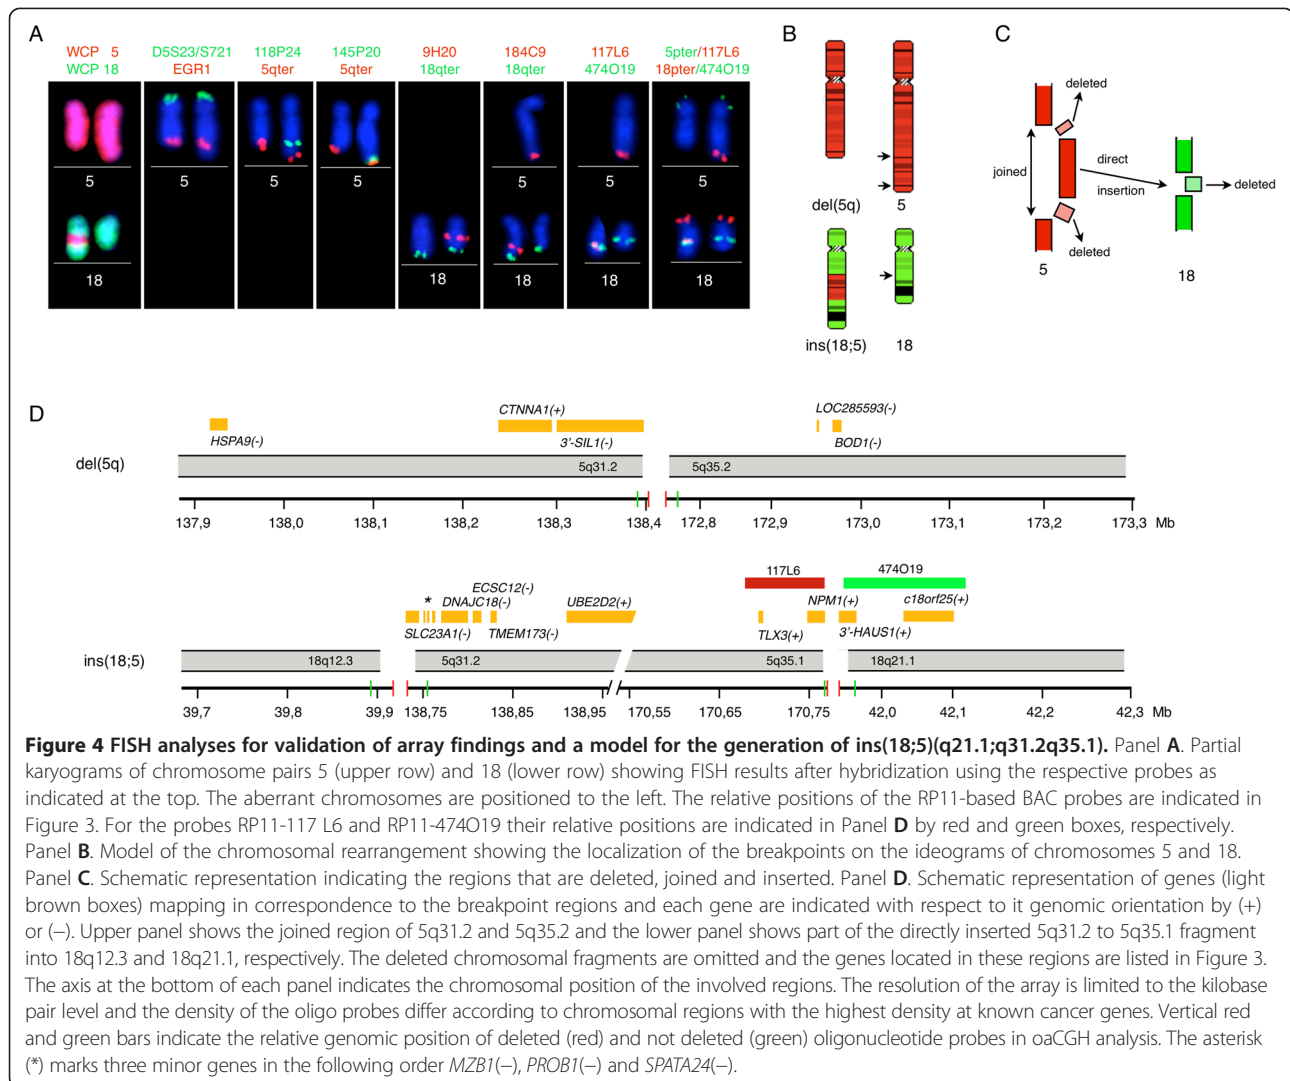 A
WCP 5
WCP 18
D5S23/S721
EGR1
118P24
5qter
145P20
5qter
9H20
18qter
184C9
18qter
117L6
474O19
5pter/117L6
18pter/474O19
5
5
5
5
5
5
5
18
18
18
18
18
B
del(5q)
5
ins(18;5)
18
C
deleted
joined
direct
insertion
deleted
deleted
5
18
D
CTNNA1(+)
LOC285593(-)
HSPA9(-)
3'-SIL1(-)
BOD1(-)
del(5q)
5q31.2
5q35.2
137,9
138,0
138,1
138,2
138,3
138,4
172,8
172,9
173,0
173,1
173,2
173,3
Mb
117L6
474O19
ECSC12(-)
*
DNAJC18(-)
UBE2D2(+)
NPM1(+)
c18orf25(+)
SLC23A1(-)
TMEM173(-)
TLX3(+)
3'-HAUS1(+)
ins(18;5)
18q12.3
5q31.2
5q35.1
18q21.1
39,7
39,8
39,9
138,75
138,85
138,95
170,55
170,65
170,75
42,0
42,1
42,3
Mb
Figure 4 FISH analyses for validation of array findings and a model for the generation of ins(18;5)(q21.1;q31.2q35.1). Panel A. Partial
karyograms of chromosome pairs 5 (upper row) and 18 (lower row) showing FISH results after hybridization using the respective probes as
indicated at the top. The aberrant chromosomes are positioned to the left. The relative positions of the RP11-based BAC probes are indicated in
Figure 3. For the probes RP11-117 L6 and RP11-474O19 their relative positions are indicated in Panel D by red and green boxes, respectively.
Panel B. Model of the chromosomal rearrangement showing the localization of the breakpoints on the ideograms of chromosomes 5 and 18.
Panel C. Schematic representation indicating the regions that are deleted, joined and inserted. Panel D. Schematic representation of genes (light
brown boxes) mapping in correspondence to the breakpoint regions and each gene are indicated with respect to it genomic orientation by (+)
or (−). Upper panel shows the joined region of 5q31.2 and 5q35.2 and the lower panel shows part of the directly inserted 5q31.2 to 5q35.1 fragment
into 18q12.3 and 18q21.1, respectively. The deleted chromosomal fragments are omitted and the genes located in these regions are listed in Figure 3.
The axis at the bottom of each panel indicates the chromosomal position of the involved regions. The resolution of the array is limited to the kilobase
pair level and the density of the oligo probes differ according to chromosomal regions with the highest density at known cancer genes. Vertical red
and green bars indicate the relative genomic position of deleted (red) and not deleted (green) oligonucleotide probes in oaCGH analysis. The asterisk
(*) marks three minor genes in the following order MZB1(−), PROB1(−) and SPATA24(−).